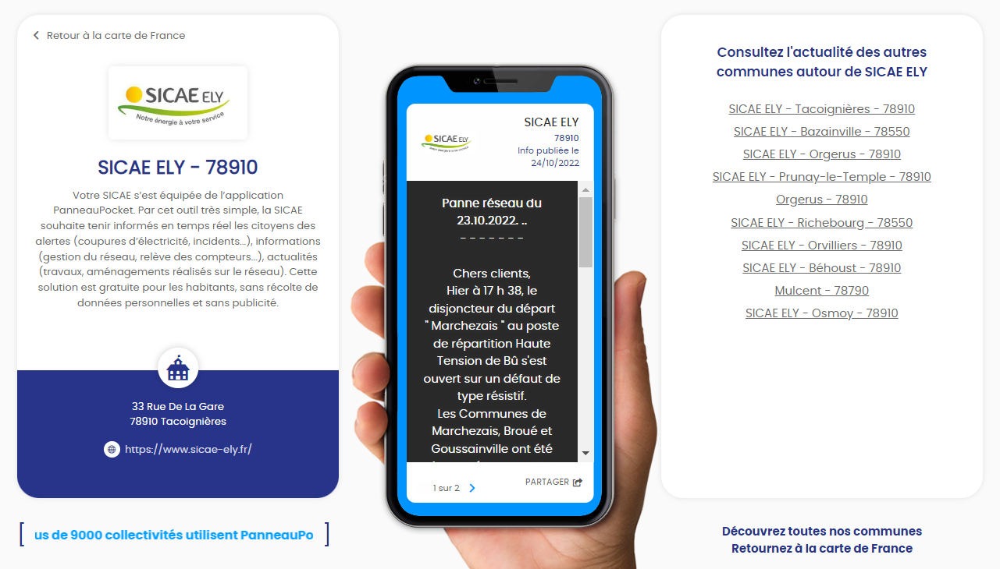 Retour à la carte de France
SICAE ELY
Notre énergie à votre service
SICAE ELY - 78910
Votre SICAE s’est équipée de l’application
PanneauPocket. Par cet outil très simple, la SICAE
souhaite tenir informés en temps réel les citoyens des
alertes (coupures d’électricité, incidents…), informations
(gestion du réseau, relève des compteurs…), actualités
(travaux, aménagements réalisés sur le réseau). Cette
solution est gratuite pour les habitants, sans récolte de
données personnelles et sans publicité.
33 Rue De La Gare
78910 Tacoignières
https://www.sicae-ely.fr/
[ us de 9000 collectivités utilisent PanneauPo ]
SICAE ELY
SICAE ELY
78910
Info publiée le
24/10/2022
Panne réseau du
23.10.2022. ..
- - - - - - -
Chers clients,
Hier à 17 h 38, le
disjoncteur du départ
" Marchezais " au poste
de répartition Haute
Tension de Bû s'est
ouvert sur un défaut de
type résistif.
Les Communes de
Marchezais, Broué et
Goussainville ont été
1 sur 2
PARTAGER
Consultez l'actualité des autres
communes autour de SICAE ELY
SICAE ELY - Tacoignières - 78910
SICAE ELY - Bazainville - 78550
SICAE ELY - Orgerus - 78910
SICAE ELY - Prunay-le-Temple - 78910
Orgerus - 78910
SICAE ELY - Richebourg - 78550
SICAE ELY - Orvilliers - 78910
SICAE ELY - Béhoust - 78910
Mulcent - 78790
SICAE ELY - Osmoy - 78910
Découvrez toutes nos communes
Retournez à la carte de France